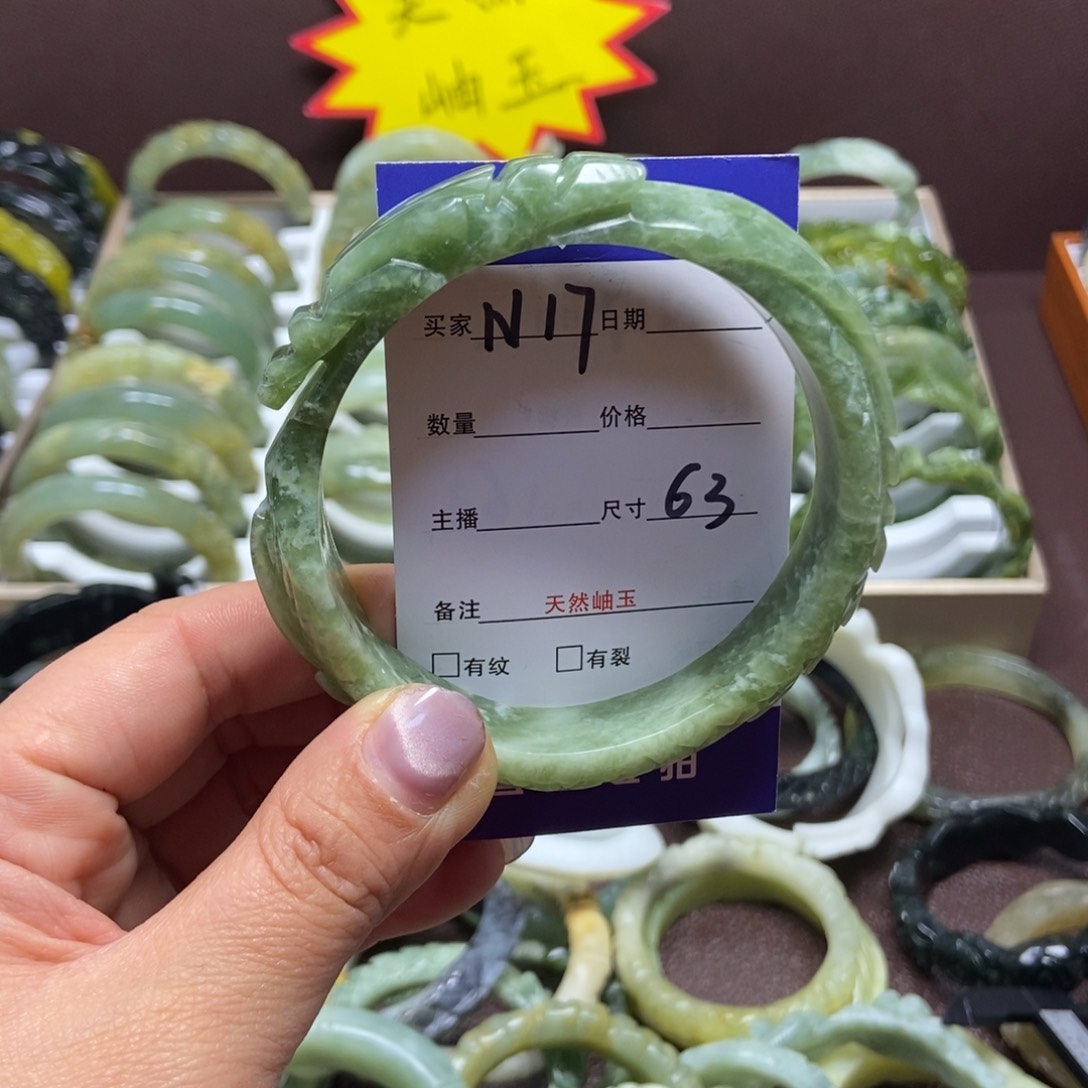 岫玉
买家 N17 日期
数量 价格
主播 尺寸 63
备注 天然岫玉
□有纹 □有裂